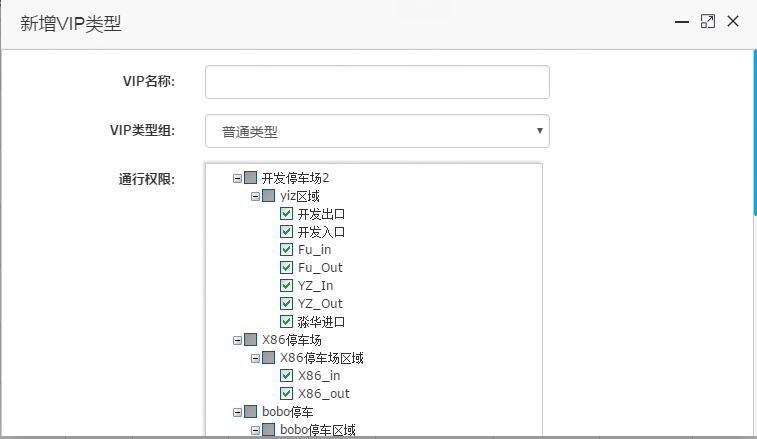 新增VIP类型
VIP名称:
VIP类型组: 普通类型
通行权限:
开发停车场2
yiz区域
开发出口
开发入口
Fu_in
Fu_Out
YZ_In
YZ_Out
淼华进口
X86停车场
X86停车场区域
X86_in
X86_out
bobo停车
bobo停车区域